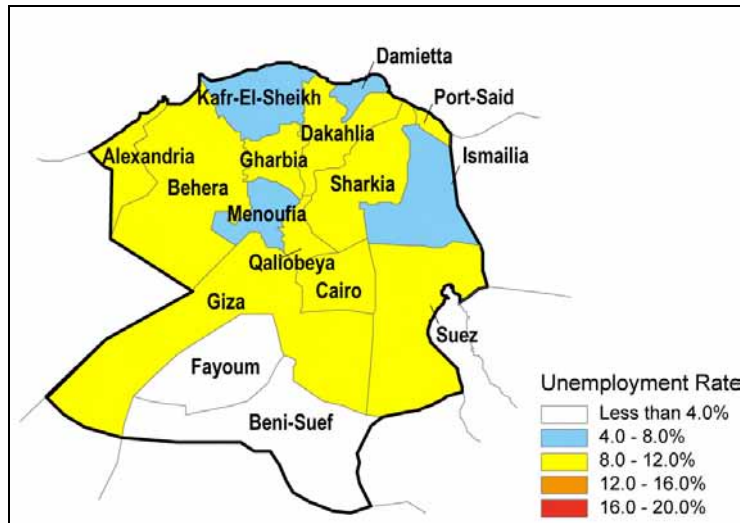 Damietta
Kafr-El-Sheikh
Port-Said
Dakahlia
Alexandria
Gharbia
Ismailia
Behera
Sharkia
Menoufia
Qallobeya
Cairo
Giza
Suez
Fayoum
Beni-Suef
Unemployment Rate
Less than 4.0%
4.0 - 8.0%
8.0 - 12.0%
12.0 - 16.0%
16.0 - 20.0%